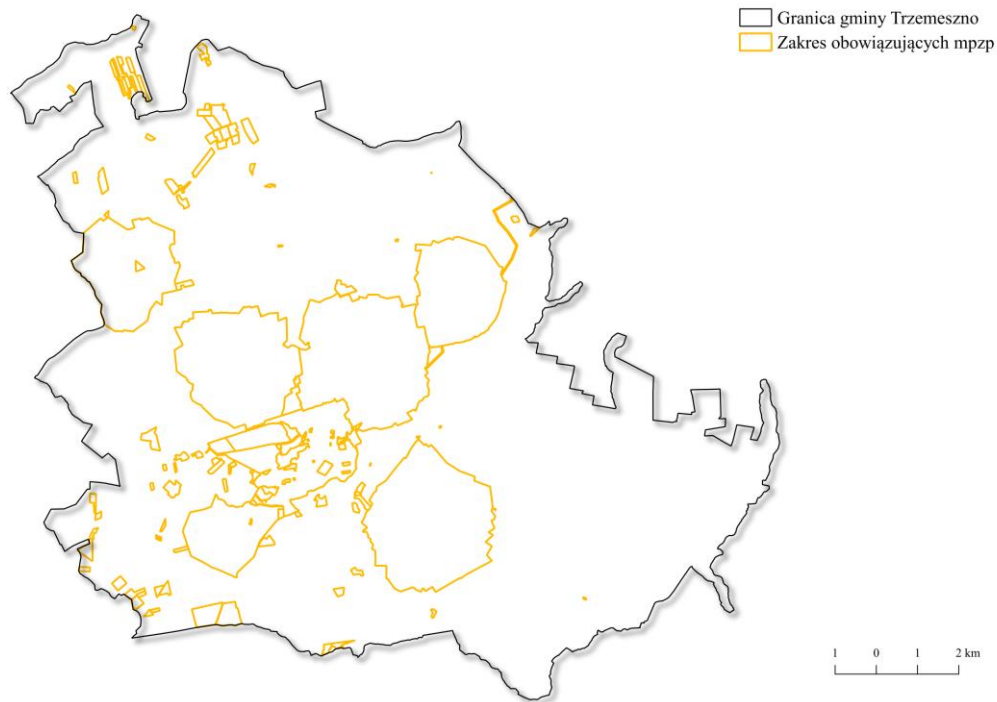 Granica gminy Trzemeszno
Zakres obowiązujących mpzp
1 0 1 2 km